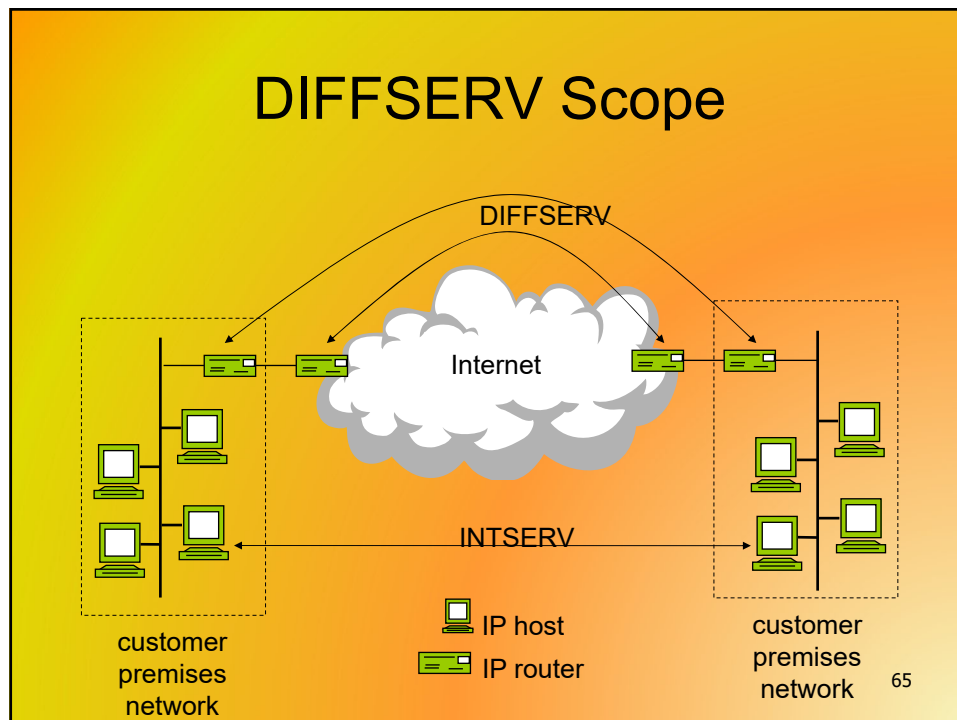 DIFFSERV Scope
DIFFSERV
Internet
INTSERV
customer
premises
network
IP host
IP router
customer
premises
network
65